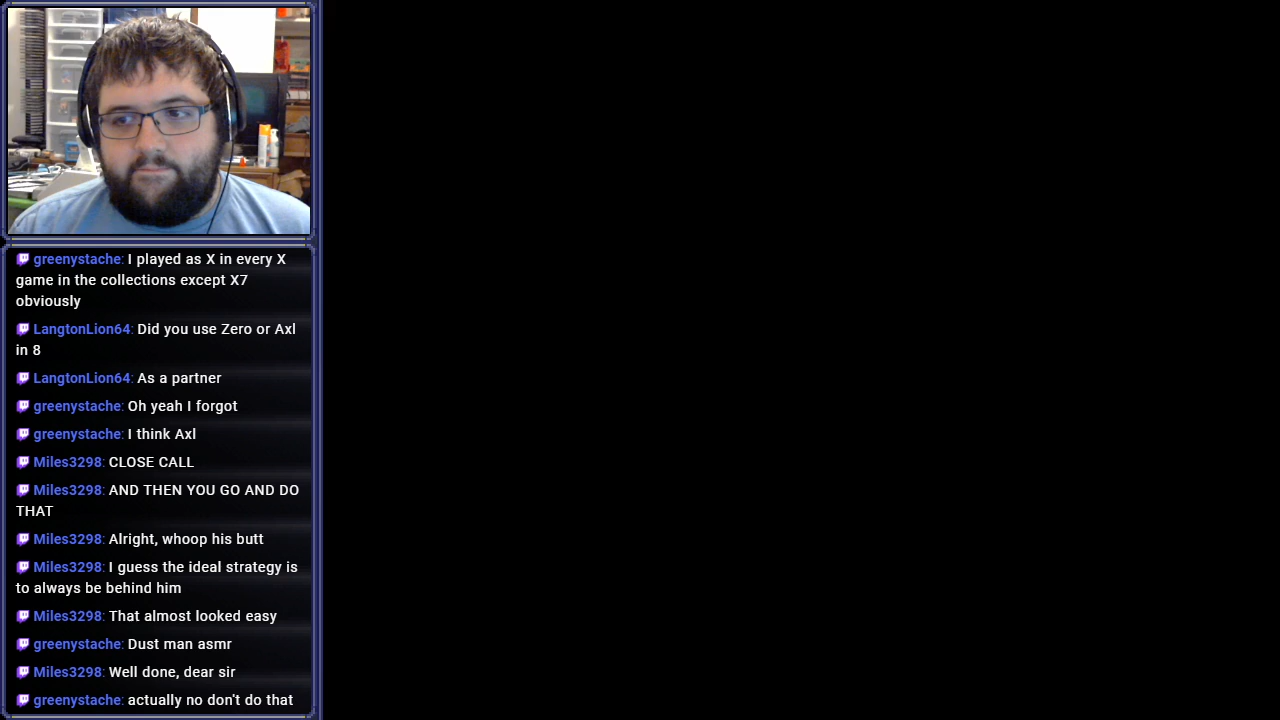 greenystache: I played as X in every X
game in the collections except X7
obviously
LangtonLion64: Did you use Zero or Axl
in 8
LangtonLion64: As a partner
greenystache: Oh yeah I forgot
greenystache: I think Axl
Miles3298: CLOSE CALL
Miles3298: AND THEN YOU GO AND DO
THAT
Miles3298: Alright, whoop his butt
Miles3298: I guess the ideal strategy is
to always be behind him
Miles3298: That almost looked easy
greenystache: Dust man asmr
Miles3298: Well done, dear sir
greenystache: actually no don't do that